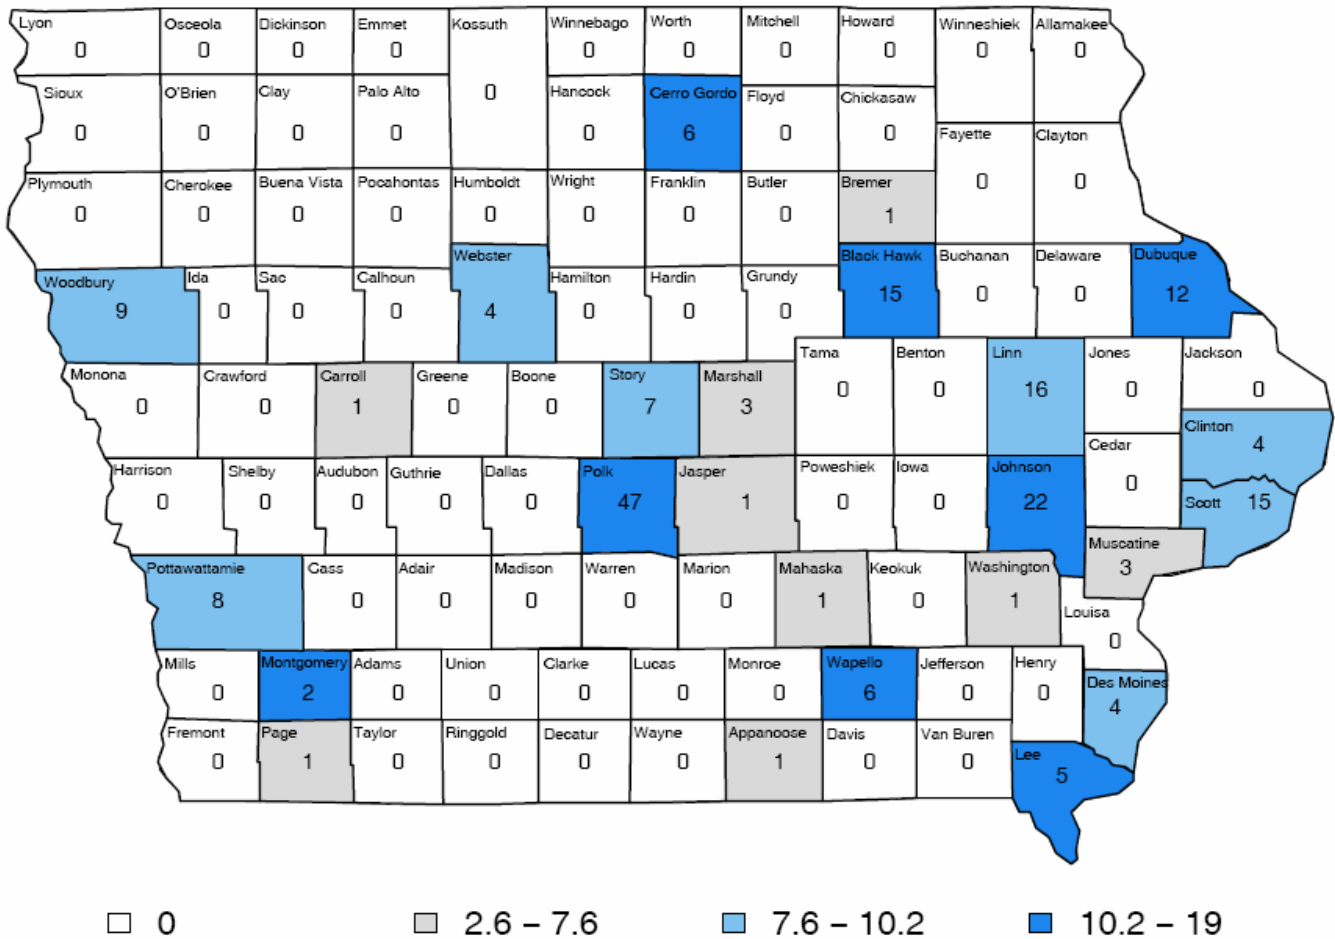 Lyon Osceola Dickinson Emmet Kossuth Winnebago Worth Mitchell Howard Winneshiek Allamakee
0 0 0 0 0 0 0 0 0 0
Sioux O'Brien Clay Palo Alto Hancock Cerro Gordo Floyd Chickasaw
0
0 0 0 0 0 6 0 0
Fayette Clayton
Plymouth Cherokee Buena Vista Pocahontas Humboldt Wright Franklin Butler Bremer
0 0
0 0 0 0 0 0 0 0 1
Webster Black Hawk Buchanan Delaware Dubuque
Woodbury Ida Sac Calhoun Hamilton Hardin Grundy
15 0 0 12
9 0 0 0 4 0 0 0
Tama Benton Linn Jones Jackson
Monona Crawford Carroll Greene Boone Story Marshall
0 0 16 0 0
0 0 1 0 0 7 3
Clinton
4
Cedar
Harrison Shelby Audubon Guthrie Dallas Polk Jasper Poweshiek Iowa Johnson
0
0 0 0 0 0 47 1 0 0 22 Scott 15
Muscatine
Pottawattamie Cass Adair Madison Warren Marion Mahaska Keokuk Washington
3
8 0 0 0 0 0 1 0 1
Louisa
0
Mills Montgomery Adams Union Clarke Lucas Monroe Wapello Jefferson Henry
Des Moines
0 2 0 0 0 0 0 6 0 0
4
Fremont Page Taylor Ringgold Decatur Wayne Appanoose Davis Van Buren
0 1 0 0 0 0 1 0 0
Lee 5
0 2.6 – 7.6 7.6 – 10.2 10.2 – 19